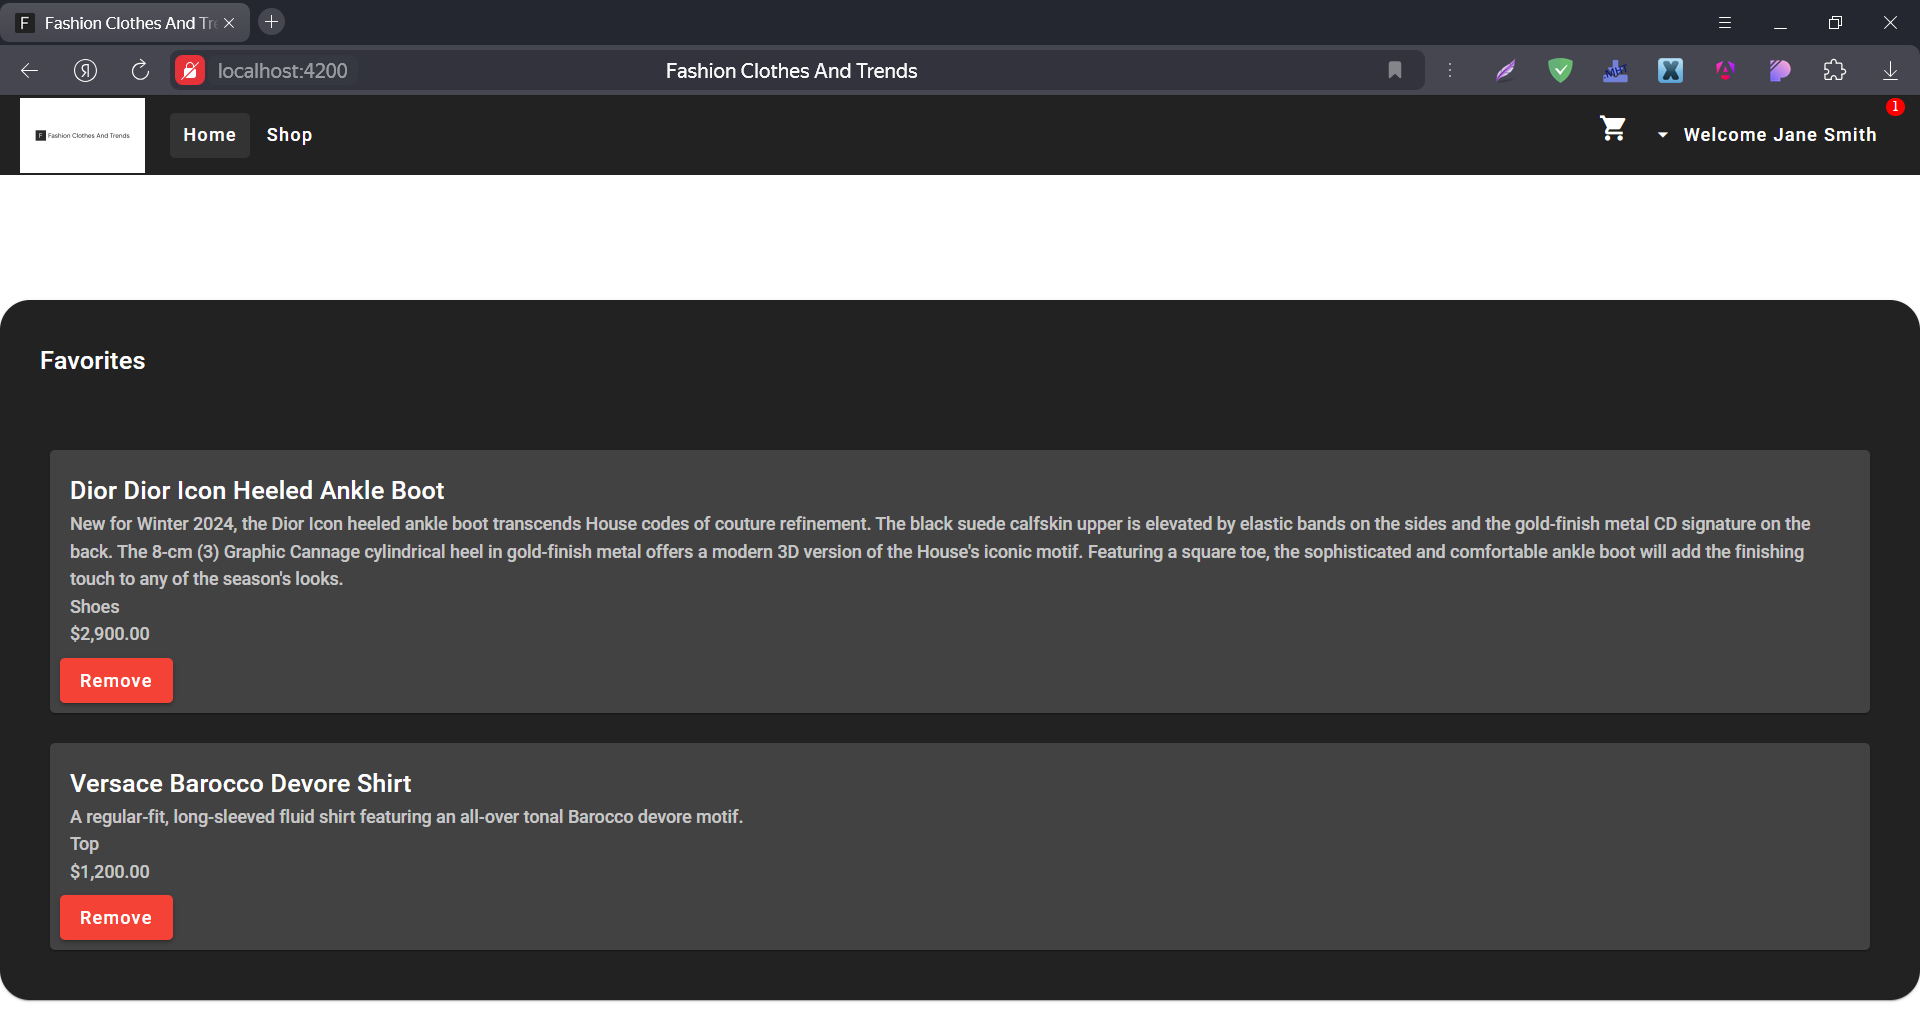 F Fashion Clothes And Tr
Я localhost:4200 Fashion Clothes And Trends
F Fashion Clothes And Trends
Home Shop
1
Welcome Jane Smith
Favorites
Dior Dior Icon Heeled Ankle Boot
New for Winter 2024, the Dior Icon heeled ankle boot transcends House codes of couture refinement. The black suede calfskin upper is elevated by elastic bands on the sides and the gold-finish metal CD signature on the
back. The 8-cm (3) Graphic Cannage cylindrical heel in gold-finish metal offers a modern 3D version of the House's iconic motif. Featuring a square toe, the sophisticated and comfortable ankle boot will add the finishing
touch to any of the season's looks.
Shoes
$2,900.00
Remove
Versace Barocco Devore Shirt
A regular-fit, long-sleeved fluid shirt featuring an all-over tonal Barocco devore motif.
Top
$1,200.00
Remove